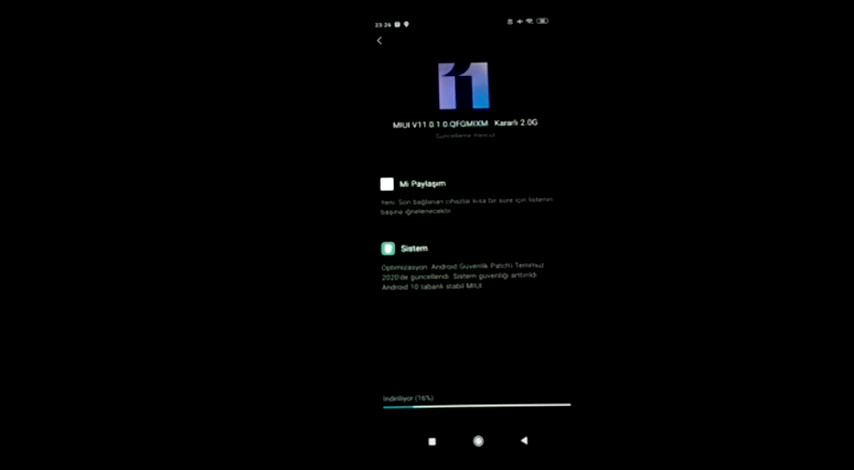 23:26
11
MIUI V11.0.1.0.QFGMIXM Kararlı 2.0G
Güncelleme mevcut
Mi Paylaşım
Yeni: Son bağlanan cihazlar kısa bir süre için listenin
başına iğnelenecektir
Sistem
Optimizasyon: Android Güvenlik Patch'i Temmuz
2020'de güncellendi. Sistem güvenliği arttırıldı
Android 10 tabanlı stabil MIUI
İndiriliyor (16%)